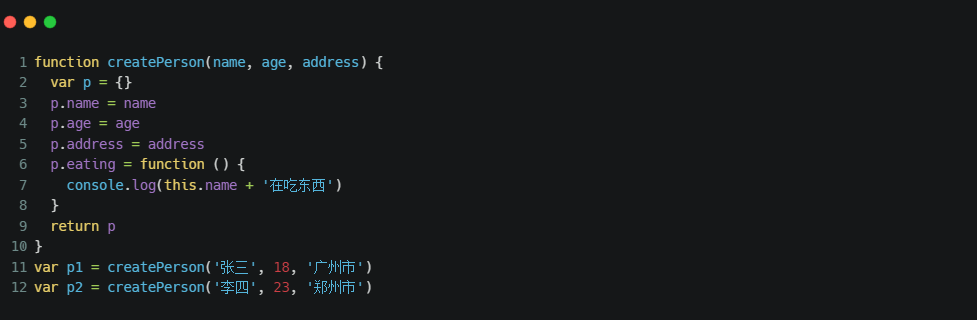 1 function createPerson(name, age, address) {
2   var p = {}
3   p.name = name
4   p.age = age
5   p.address = address
6   p.eating = function () {
7     console.log(this.name + '在吃东西')
8   }
9   return p
10 }
11 var p1 = createPerson('张三', 18, '广州市')
12 var p2 = createPerson('李四', 23, '郑州市')